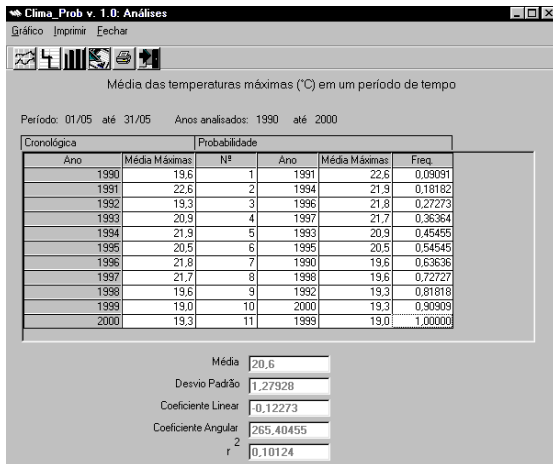 Clima_Prob v. 1.0: Análises
Gráfico Imprimir Fechar
Média das temperaturas máximas (°C) em um período de tempo
Período: 01/05 até 31/05 Anos analisados: 1990 até 2000
Cronológica Probabilidade
Ano Média Máximas Nª Ano Média Máximas Freq.
1990 19,6 1 1991 22,6 0,09091
1991 22,6 2 1994 21,9 0,18182
1992 19,3 3 1996 21,8 0,27273
1993 20,9 4 1997 21,7 0,36364
1994 21,9 5 1993 20,9 0,45455
1995 20,5 6 1995 20,5 0,54545
1996 21,8 7 1990 19,6 0,63636
1997 21,7 8 1998 19,6 0,72727
1998 19,6 9 1992 19,3 0,81818
1999 19,0 10 2000 19,3 0,90909
2000 19,3 11 1999 19,0 1,00000
Média 20,6
Desvio Padrão 1,27928
Coeficiente Linear -0,12273
Coeficiente Angular 265,40455
r 2 0,10124